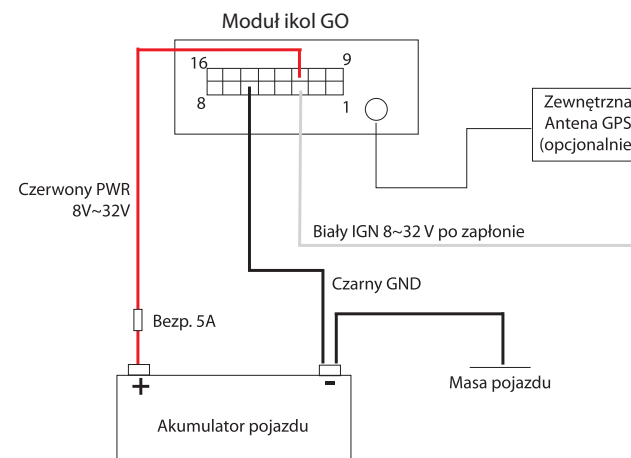 Moduł ikol GO
16
9
8
1
Zewnętrzna
Antena GPS
(opcjonalnie
Czerwony PWR
8V~32V
Biały IGN 8~32 V po zapłonie
Czarny GND
Bezp. 5A
Masa pojazdu
+
-
Akumulator pojazdu